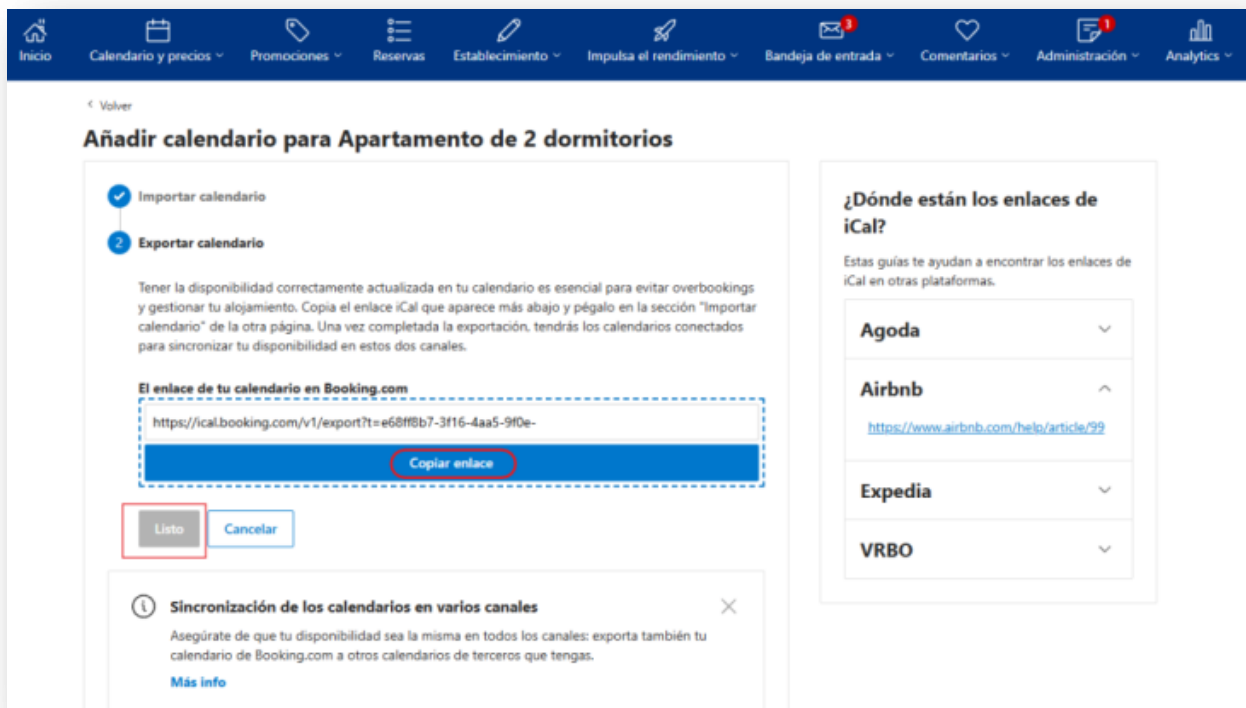 3
1
Inicio
Calendario y precios
Promociones
Reservas
Establecimiento
Impulsa el rendimiento
Bandeja de entrada
Comentarios
Administración
Analytics
Volver
Añadir calendario para Apartamento de 2 dormitorios
Importar calendario
2
Exportar calendario
Tener la disponibilidad correctamente actualizada en tu calendario es esencial para evitar overbookings
y gestionar tu alojamiento. Copia el enlace iCal que aparece más abajo y pégalo en la sección "Importar
calendario" de la otra página. Una vez completada la exportación, tendrás los calendarios conectados
para sincronizar tu disponibilidad en estos dos canales.
El enlace de tu calendario en Booking.com
https://ical.booking.com/v1/export?t=e68ff8b7-3f16-4aa5-9f0e-
Copiar enlace
Listo
Cancelar
Sincronización de los calendarios en varios canales
Asegúrate de que tu disponibilidad sea la misma en todos los canales: exporta también tu
calendario de Booking.com a otros calendarios de terceros que tengas.
Más info
¿Dónde están los enlaces de
iCal?
Estas guías te ayudan a encontrar los enlaces de
iCal en otras plataformas.
Agoda
Airbnb
https://www.airbnb.com/help/article/99
Expedia
VRBO